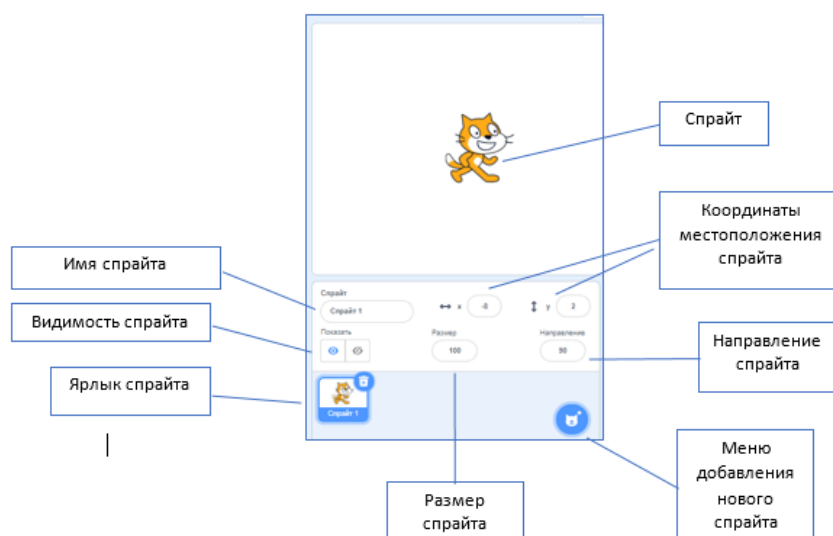 Спрайт
Координаты
местоположения
спрайта
Имя спрайта
Спрайт
Спрайт 1
x
-8
y
2
Видимость спрайта
Показать
Размер
100
Направление
90
Направление
спрайта
Ярлык спрайта
Спрайт 1
Меню
добавления
нового
спрайта
Размер
спрайта